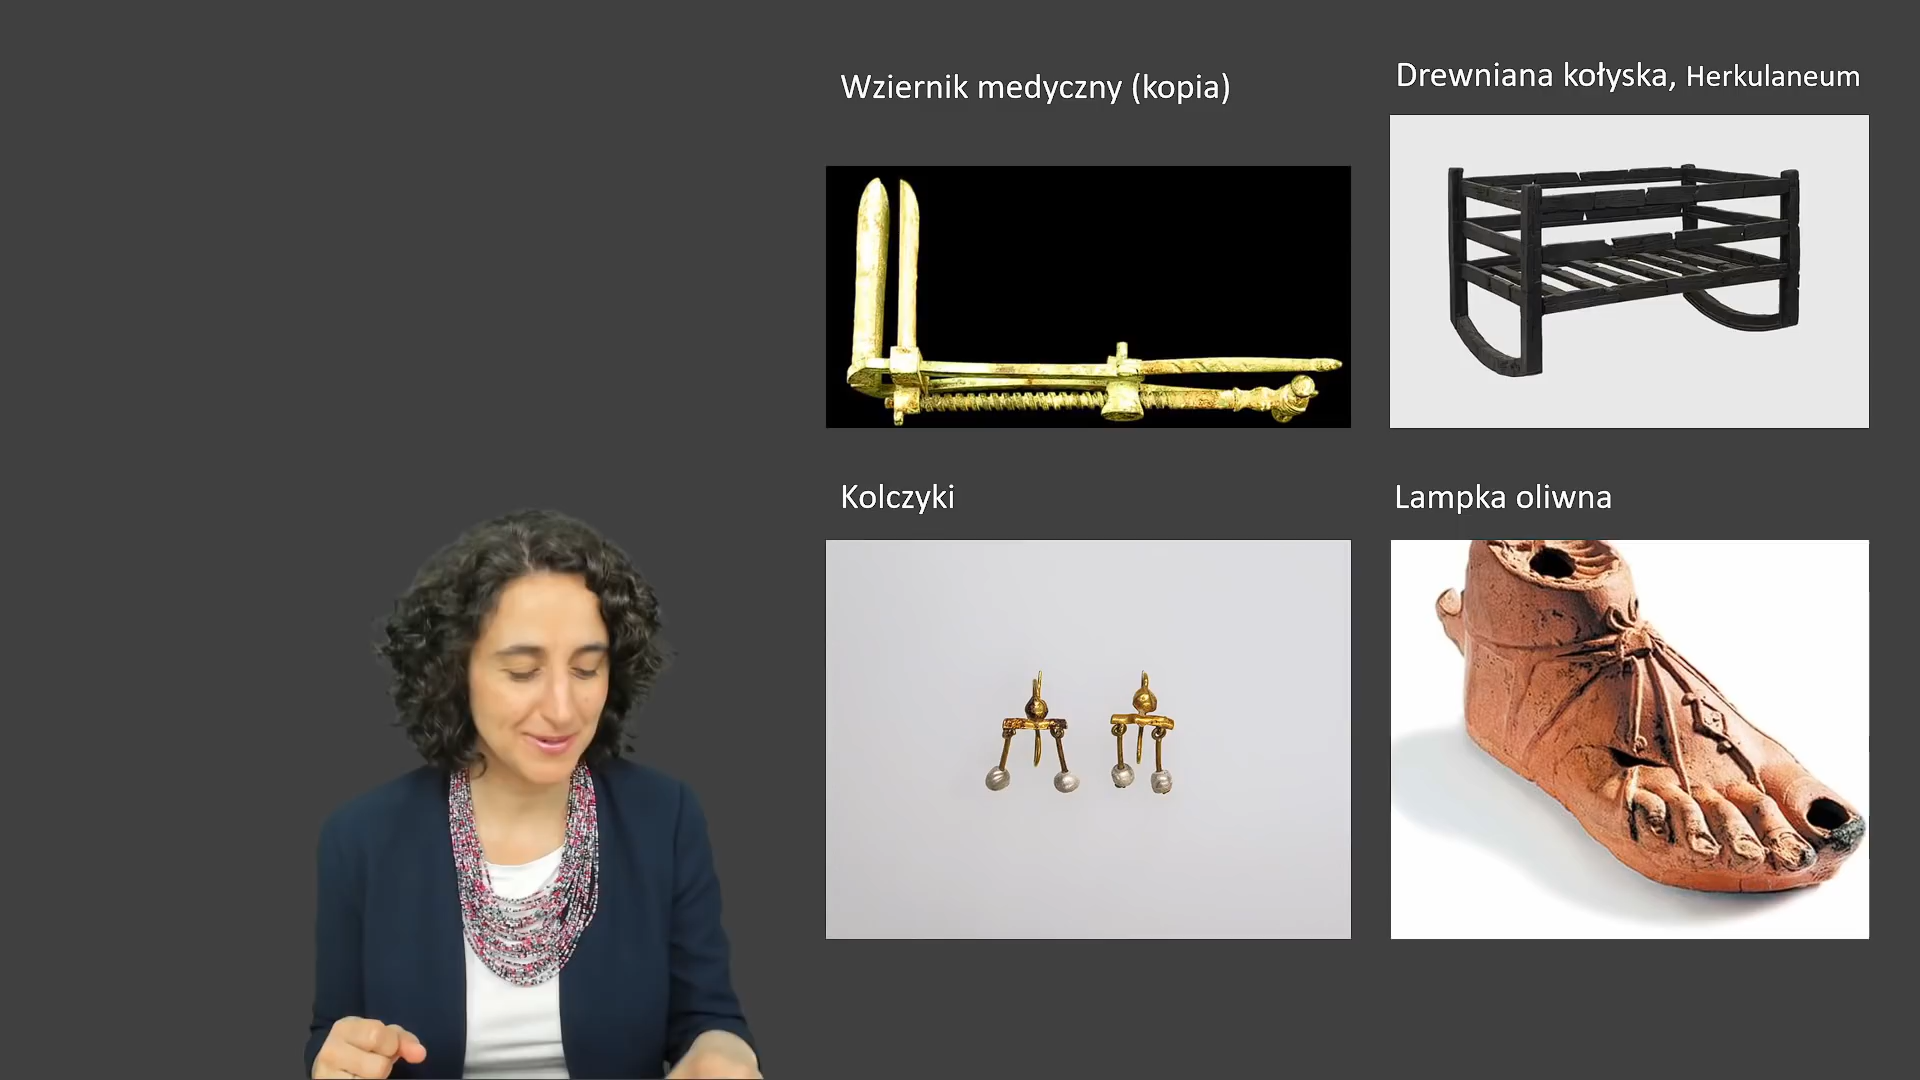 Wziernik medyczny (kopia)
Drewniana kołyska, Herkulaneum
Kolczyki
Lampka oliwna